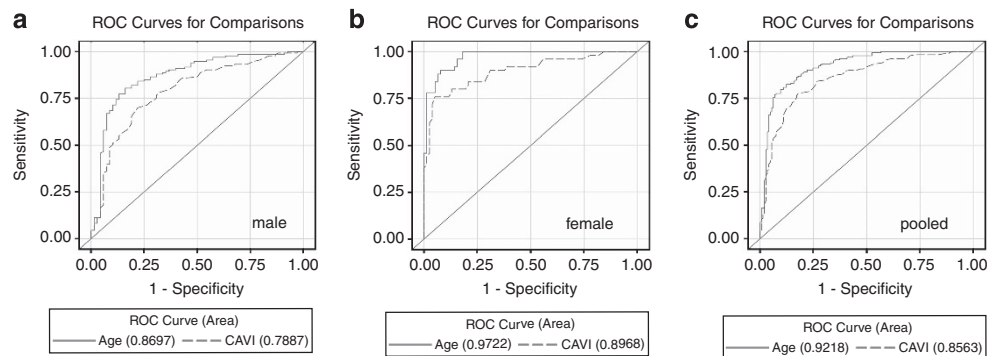 a
ROC Curves for Comparisons
1.00
0.75
0.50
0.25
0.00
Sensitivity
male
0.00 0.25 0.50 0.75 1.00
1 - Specificity
ROC Curve (Area)
Age (0.8697) CAVI (0.7887)
b
ROC Curves for Comparisons
1.00
0.75
0.50
0.25
0.00
Sensitivity
female
0.00 0.25 0.50 0.75 1.00
1 - Specificity
ROC Curve (Area)
Age (0.9722) CAVI (0.8968)
c
ROC Curves for Comparisons
1.00
0.75
0.50
0.25
0.00
Sensitivity
pooled
0.00 0.25 0.50 0.75 1.00
1 - Specificity
ROC Curve (Area)
Age (0.9218) CAVI (0.8563)